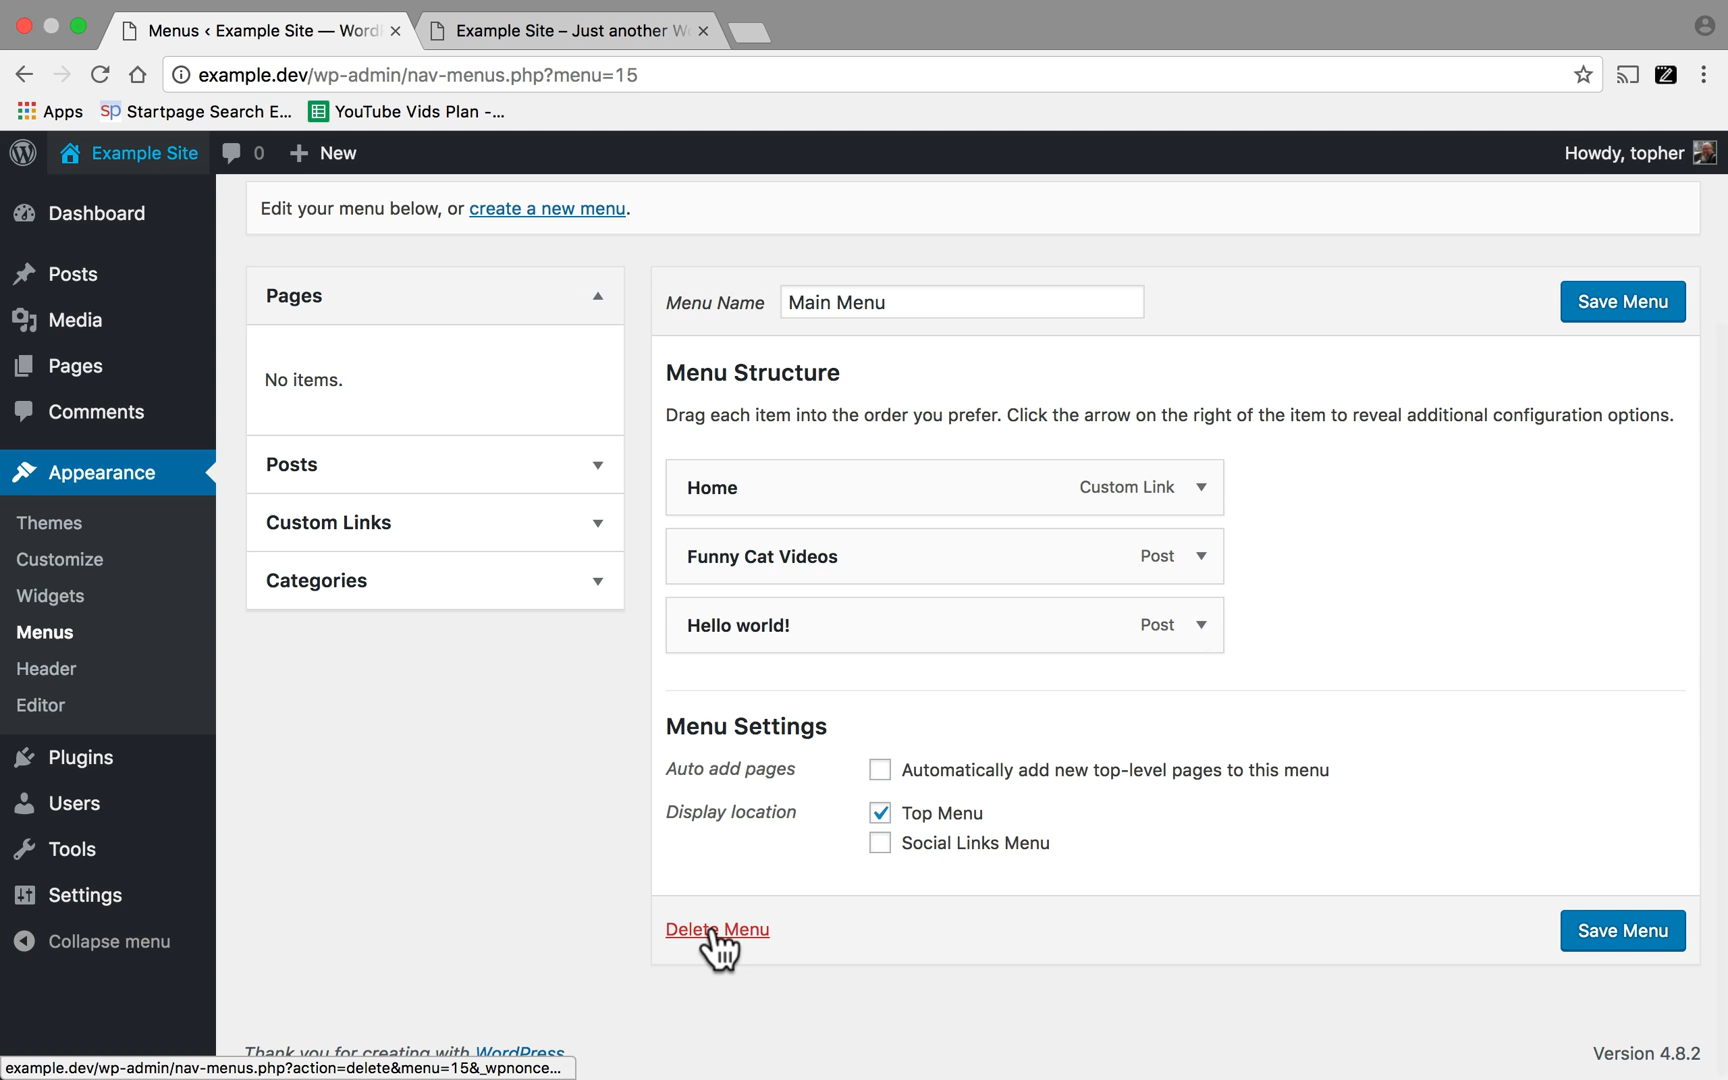 Menus ‹ Example Site — Word
Example Site – Just another W
example.dev/wp-admin/nav-menus.php?menu=15
Apps
sp Startpage Search E...
YouTube Vids Plan -...
Example Site
0
New
Howdy, topher
Dashboard
Posts
Media
Pages
Comments
Appearance
Themes
Customize
Widgets
Menus
Header
Editor
Plugins
Users
Tools
Settings
Collapse menu
Edit your menu below, or create a new menu.
Pages
No items.
Posts
Custom Links
Categories
Menu Name
Main Menu
Save Menu
Menu Structure
Drag each item into the order you prefer. Click the arrow on the right of the item to reveal additional configuration options.
Home Custom Link
Funny Cat Videos Post
Hello world! Post
Menu Settings
Auto add pages
Automatically add new top-level pages to this menu
Display location
Top Menu
Social Links Menu
Delete Menu
Save Menu
Thank you for creating with WordPress
Version 4.8.2
example.dev/wp-admin/nav-menus.php?action=delete&menu=15&_wpnonce...